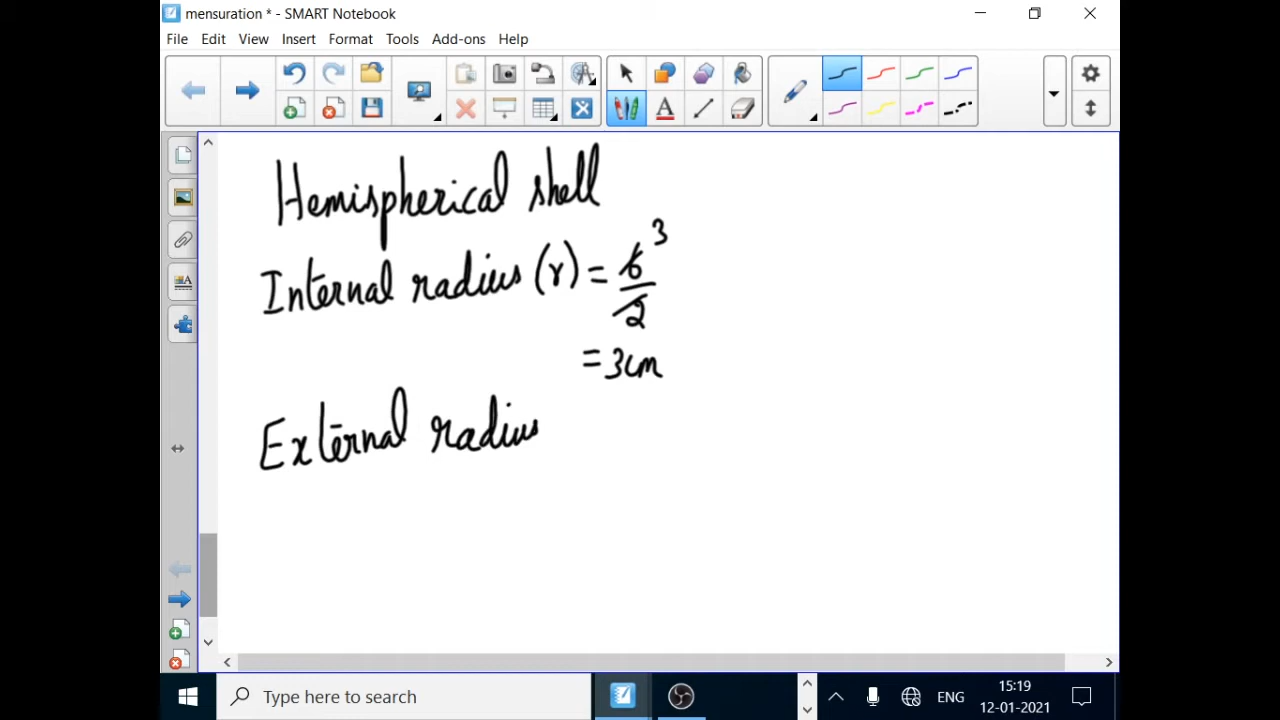 mensuration * - SMART Notebook
File Edit View Insert Format Tools Add-ons Help
Hemispherical shell
Internal radius (r) = 6/2 3
= 3cm
External radius
Type here to search
ENG
15:19
12-01-2021